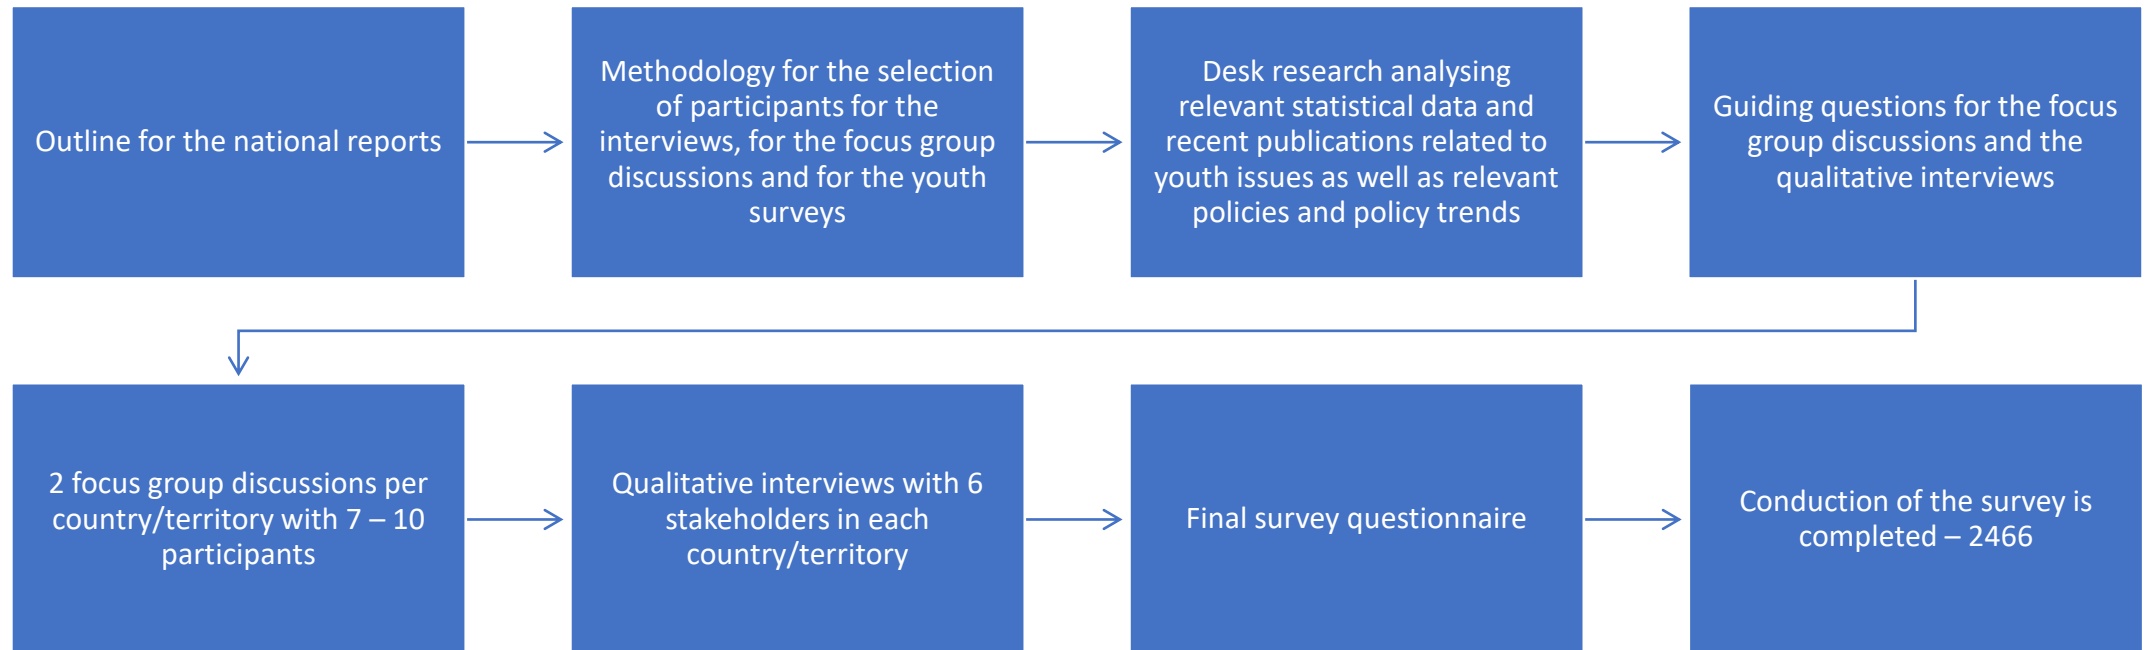 Outline for the national reports
Methodology for the selection
of participants for the
interviews, for the focus group
discussions and for the youth
surveys
Desk research analysing
relevant statistical data and
recent publications related to
youth issues as well as relevant
policies and policy trends
Guiding questions for the focus
group discussions and the
qualitative interviews
2 focus group discussions per
country/territory with 7 – 10
participants
Qualitative interviews with 6
stakeholders in each
country/territory
Final survey questionnaire
Conduction of the survey is
completed – 2466